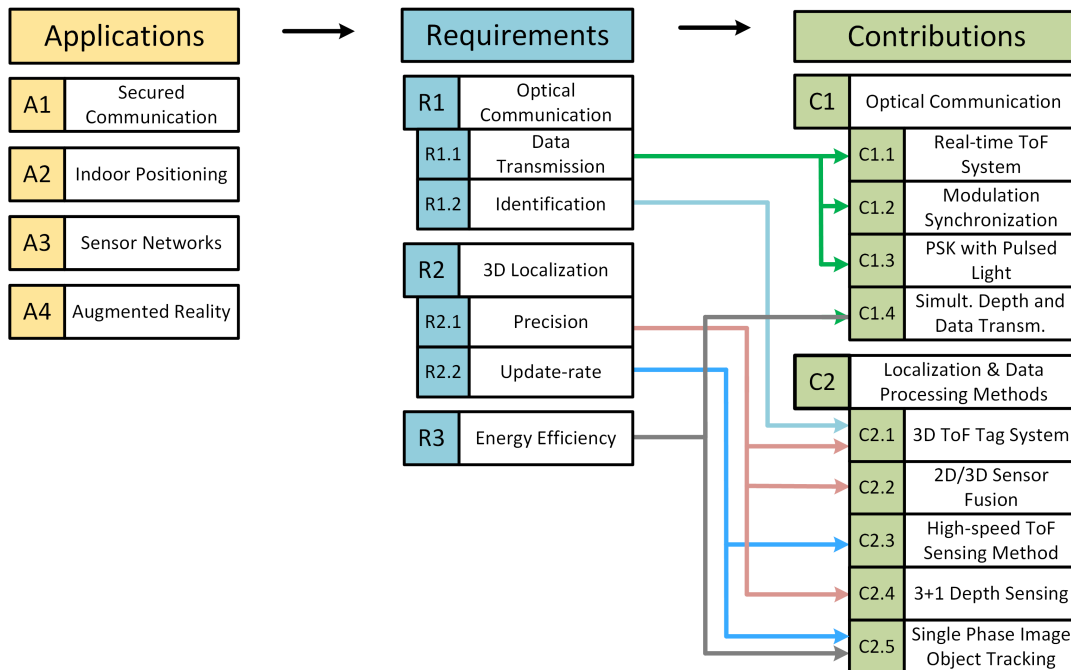 Applications
A1
Secured
Communication
A2
Indoor Positioning
A3
Sensor Networks
A4
Augmented Reality
Requirements
R1
Optical
Communication
R1.1
Data
Transmission
R1.2
Identification
R2
3D Localization
R2.1
Precision
R2.2
Update-rate
R3
Energy Efficiency
Contributions
C1
Optical Communication
C1.1
Real-time ToF
System
C1.2
Modulation
Synchronization
C1.3
PSK with Pulsed
Light
C1.4
Simult. Depth and
Data Transm.
C2
Localization & Data
Processing Methods
C2.1
3D ToF Tag System
C2.2
2D/3D Sensor
Fusion
C2.3
High-speed ToF
Sensing Method
C2.4
3+1 Depth Sensing
C2.5
Single Phase Image
Object Tracking